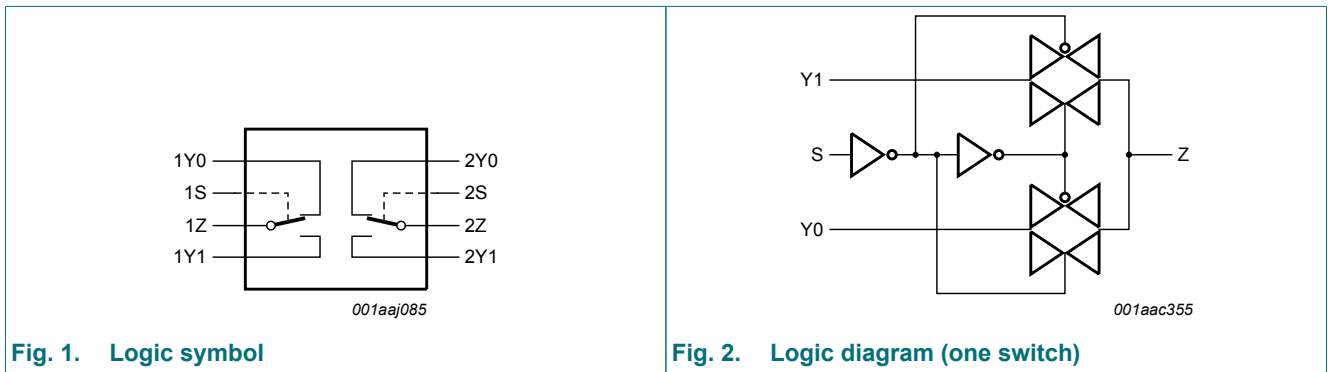 1Y0
1S
1Z
1Y1
2Y0
2S
2Z
2Y1
001aaj085
Fig. 1. Logic symbol
Y1
S
Z
Y0
001aac355
Fig. 2. Logic diagram (one switch)